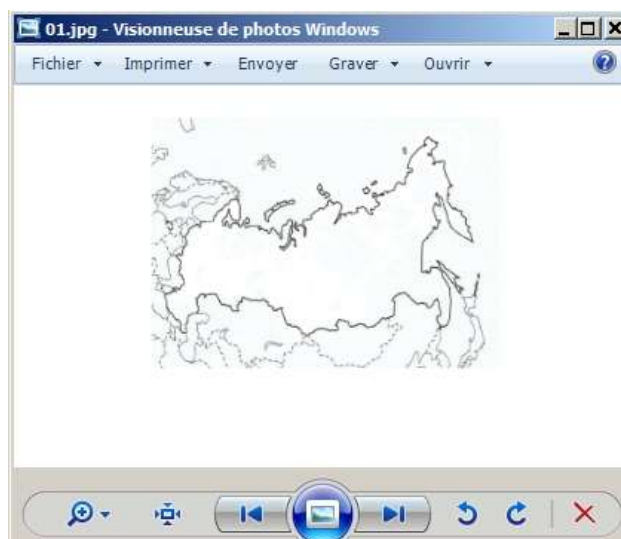 01.jpg - Visionneuse de photos Windows
Fichier Imprimer Envoyer Graver Ouvrir